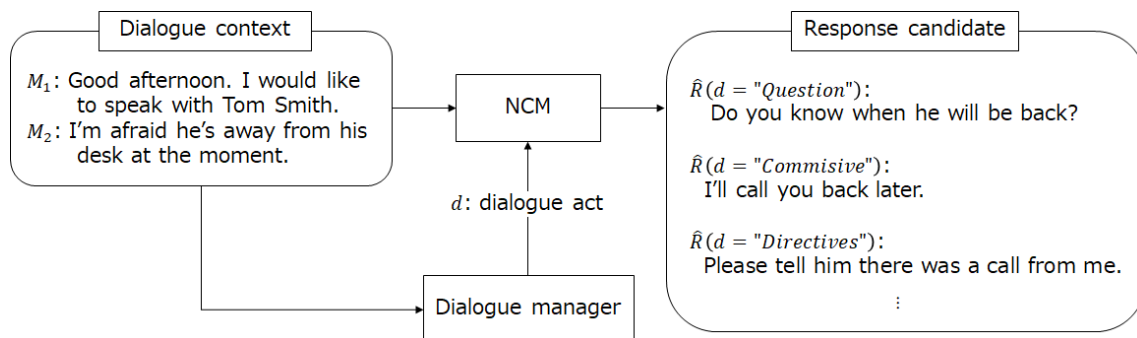 Dialogue context
M₁: Good afternoon. I would like
to speak with Tom Smith.
M₂: I'm afraid he's away from his
desk at the moment.
NCM
d: dialogue act
Dialogue manager
Response candidate
R̂(d = "Question"):
Do you know when he will be back?
R̂(d = "Commisive"):
I'll call you back later.
R̂(d = "Directives"):
Please tell him there was a call from me.
⋮